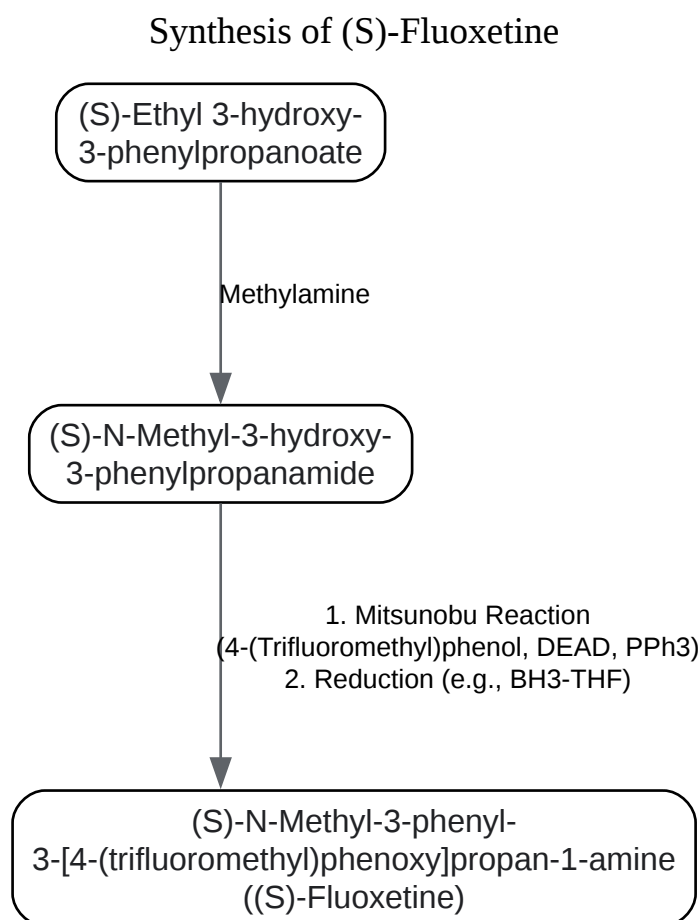 Synthesis of (S)-Fluoxetine
(S)-Ethyl 3-hydroxy-
3-phenylpropanoate
Methylamine
(S)-N-Methyl-3-hydroxy-
3-phenylpropanamide
1. Mitsunobu Reaction
(4-(Trifluoromethyl)phenol, DEAD, PPh3)
2. Reduction (e.g., BH3-THF)
(S)-N-Methyl-3-phenyl-
3-[4-(trifluoromethyl)phenoxy]propan-1-amine
((S)-Fluoxetine)